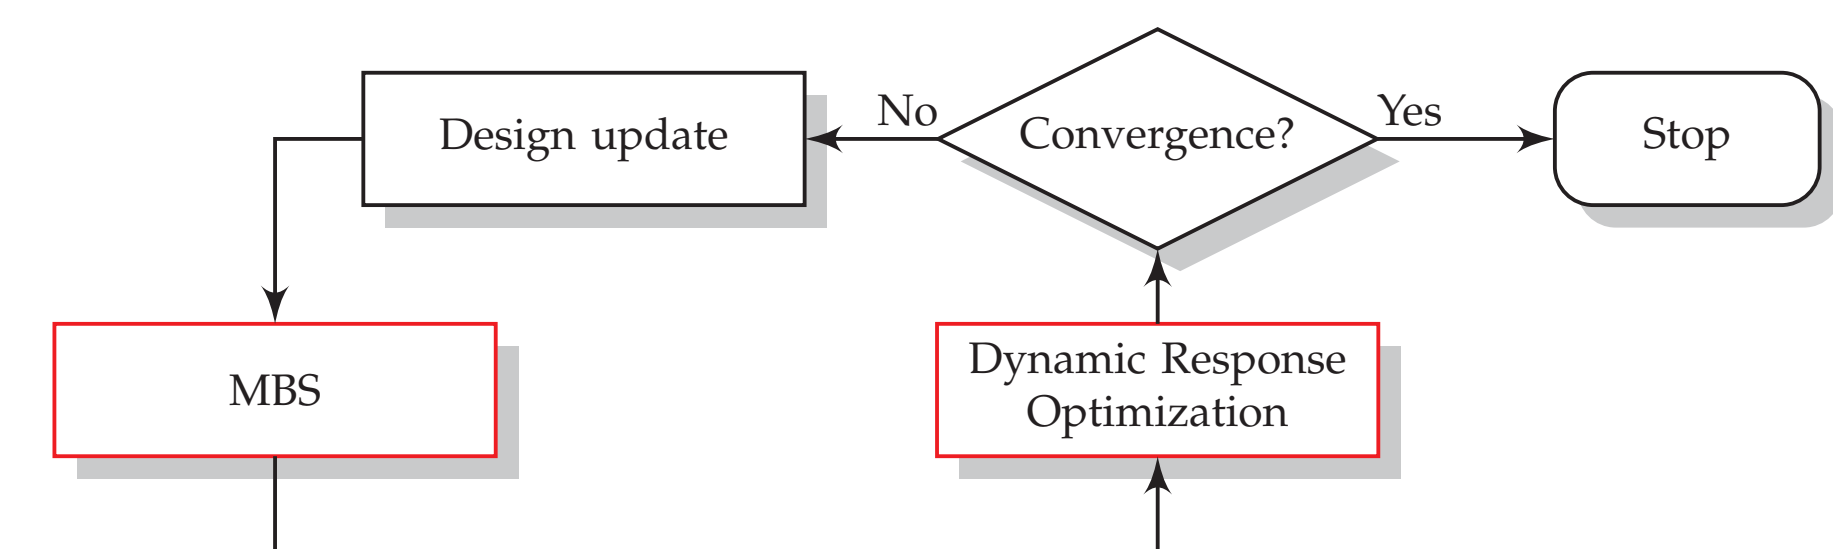 Design update
No
Convergence?
Yes
Stop
MBS
Dynamic Response
Optimization